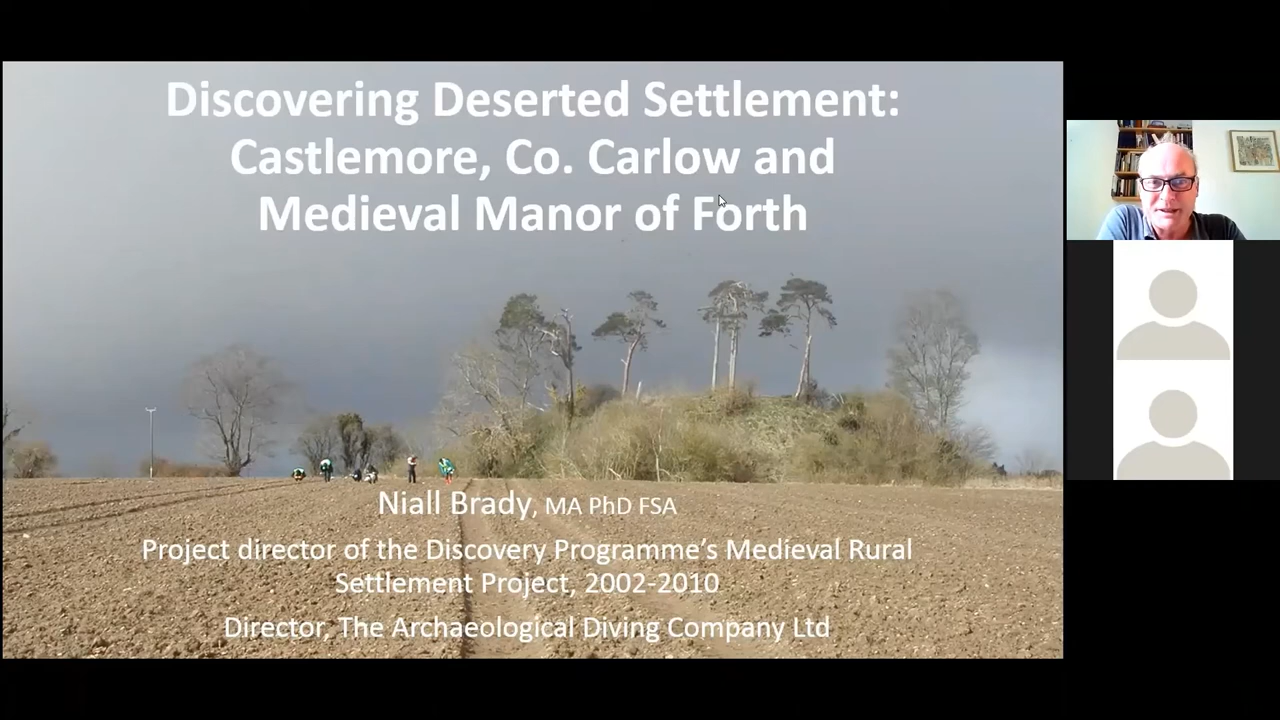 Discovering Deserted Settlement:
Castlemore, Co. Carlow and
Medieval Manor of Forth
Niall Brady, MA PhD FSA
Project director of the Discovery Programme’s Medieval Rural
Settlement Project, 2002-2010
Director, The Archaeological Diving Company Ltd